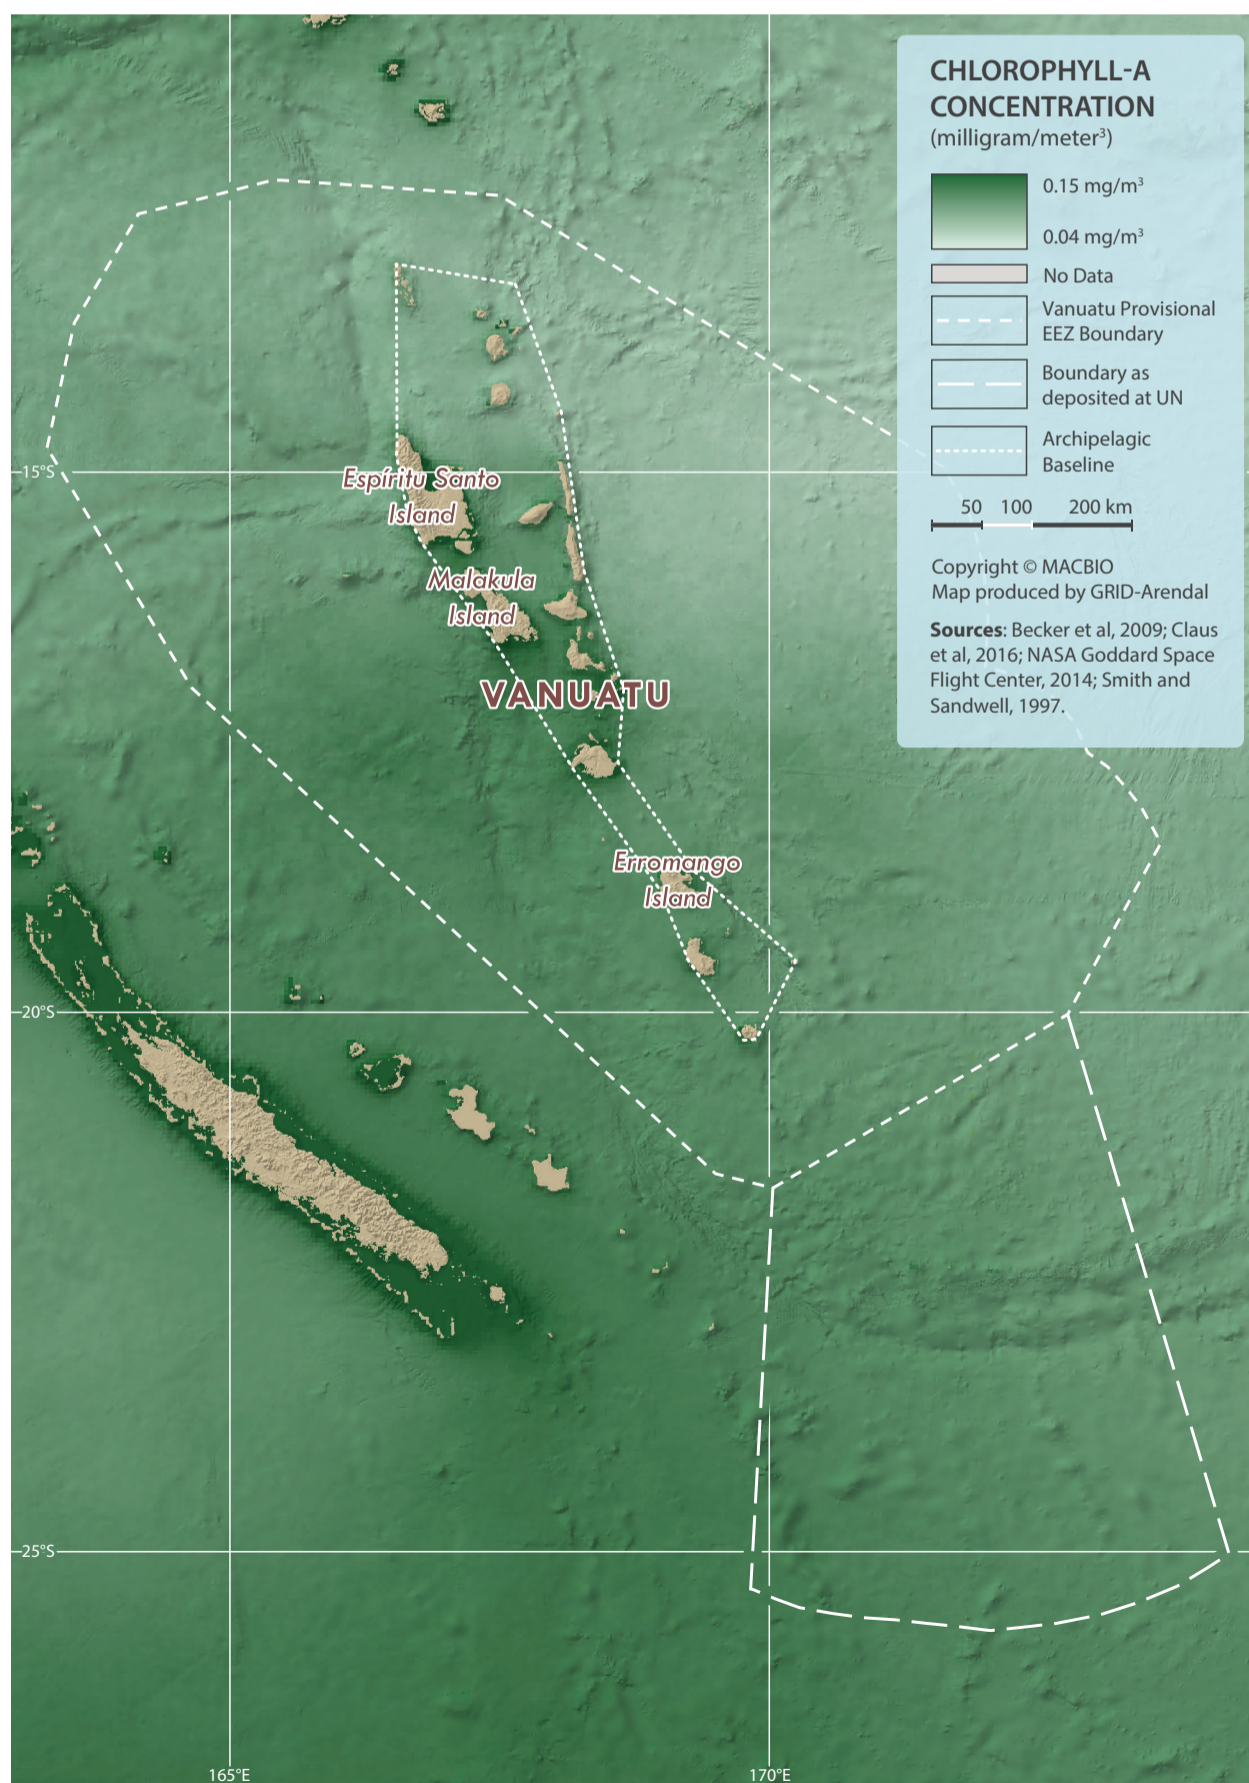 CHLOROPHYLL-A
CONCENTRATION
(milligram/meter³)
0.15 mg/m³
0.04 mg/m³
No Data
Vanuatu Provisional
EEZ Boundary
Boundary as
deposited at UN
Archipelagic
Baseline
50 100 200 km
Copyright © MACBIO
Map produced by GRID-Arendal
Sources: Becker et al, 2009; Claus
et al, 2016; NASA Goddard Space
Flight Center, 2014; Smith and
Sandwell, 1997.
15°S
Espíritu Santo
Island
Malakula
Island
VANUATU
Erromango
Island
20°S
25°S
165°E
170°E